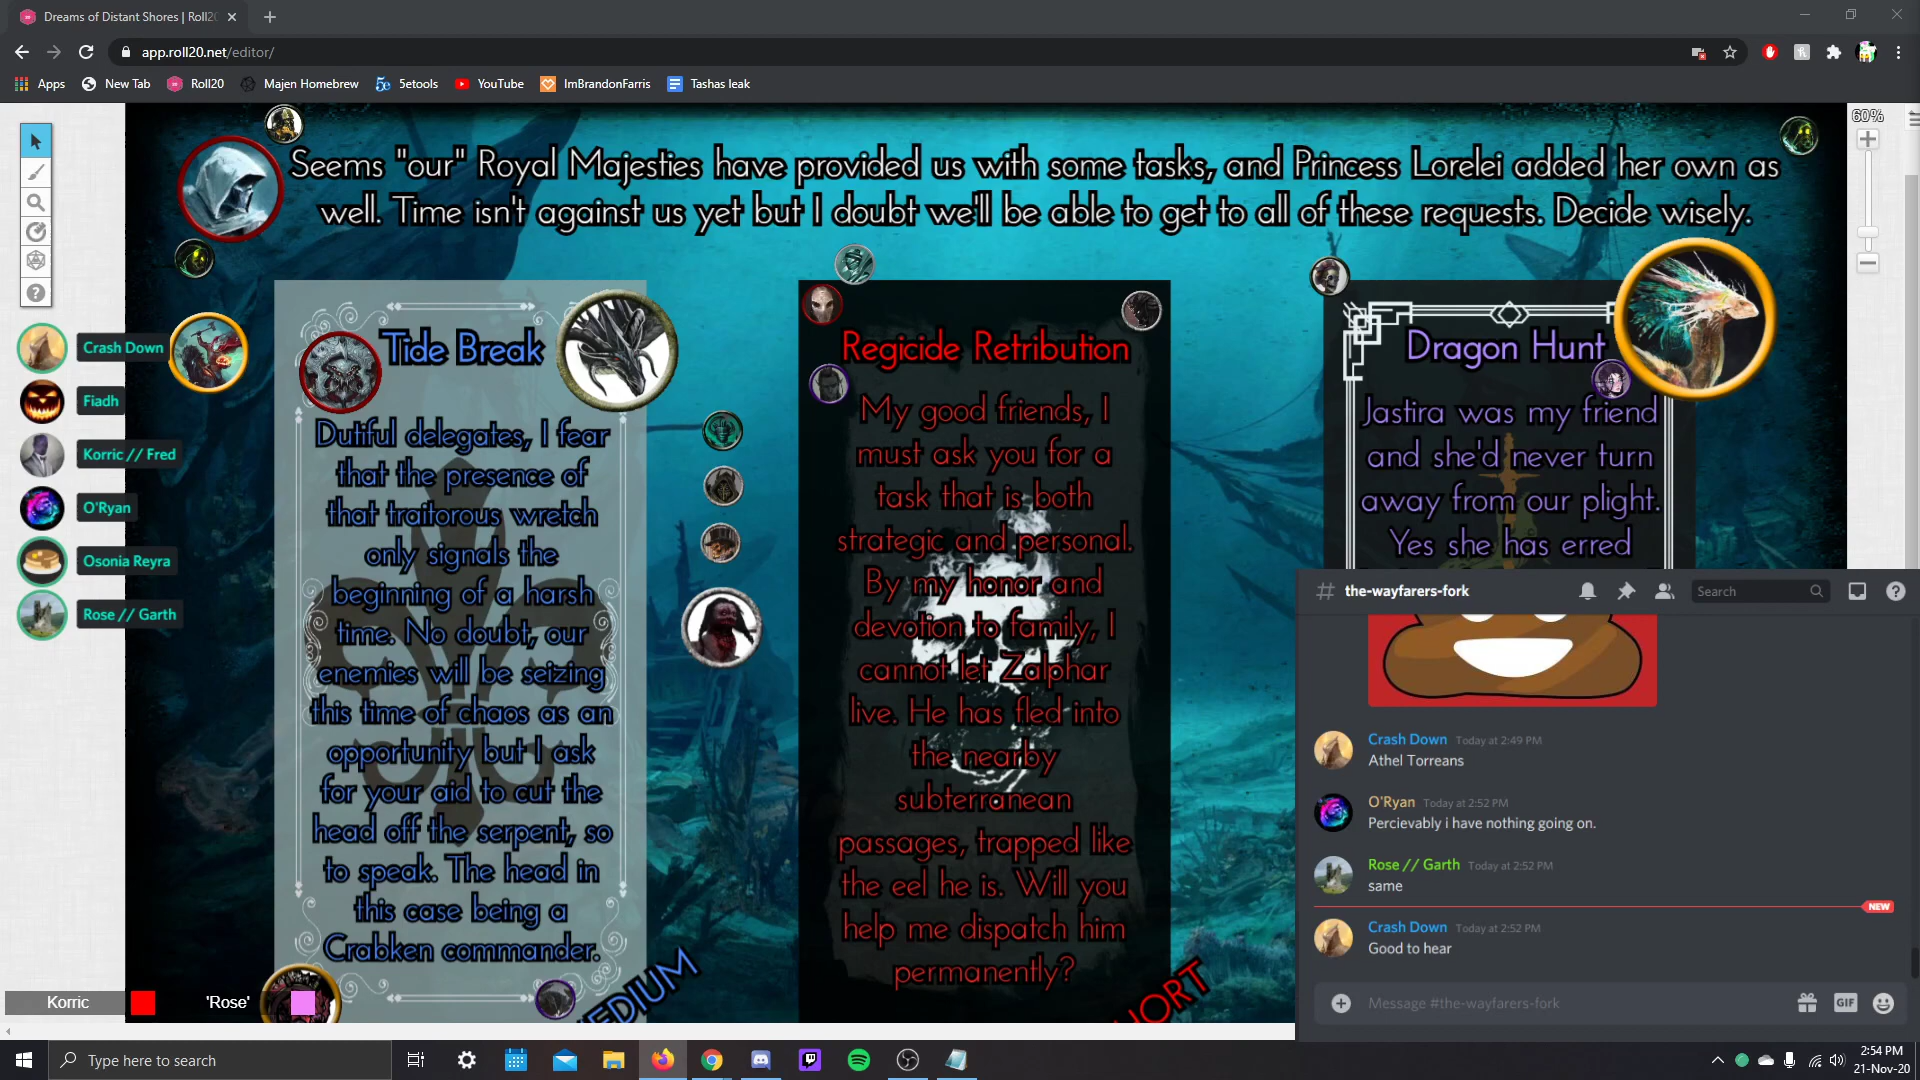 Dreams of Distant Shores | Roll20
app.roll20.net/editor/
Apps
New Tab
Roll20
Majen Homebrew
5e
5etools
YouTube
ImBrandonFarris
Tashas leak
60%
Seems "our" Royal Majesties have provided us with some tasks, and Princess Lorelei added her own as
well. Time isn't against us yet but I doubt we'll be able to get to all of these requests. Decide wisely.
Crash Down
Fiadh
Korric // Fred
O'Ryan
Osonia Reyra
Rose // Garth
Tide Break
Dutiful delegates, I fear
that the presence of
that traitorous wretch
only signals the
beginning of a harsh
time. No doubt, our
enemies will be seizing
this time of chaos as an
opportunity but I ask
for your aid to cut the
head off the serpent, so
to speak. The head in
this case being a
Crabken commander.
EDIUM
Regicide Retribution
My good friends, I
must ask you for a
task that is both
strategic and personal.
By my honor and
devotion to family, I
cannot let Zalphar
live. He has fled into
the nearby
subterranean
passages, trapped like
the eel he is. Will you
help me dispatch him
permanently?
HORT
Dragon Hunt
Jastira was my friend
and she'd never turn
away from our plight.
Yes she has erred
# the-wayfarers-fork
Search
Crash Down Today at 2:49 PM
Athel Torreans
O'Ryan Today at 2:52 PM
Percievably i have nothing going on.
Rose // Garth Today at 2:52 PM
same
NEW
Crash Down Today at 2:52 PM
Good to hear
Message #the-wayfarers-fork
GIF
Korric
'Rose'
Type here to search
2:54 PM
21-Nov-20